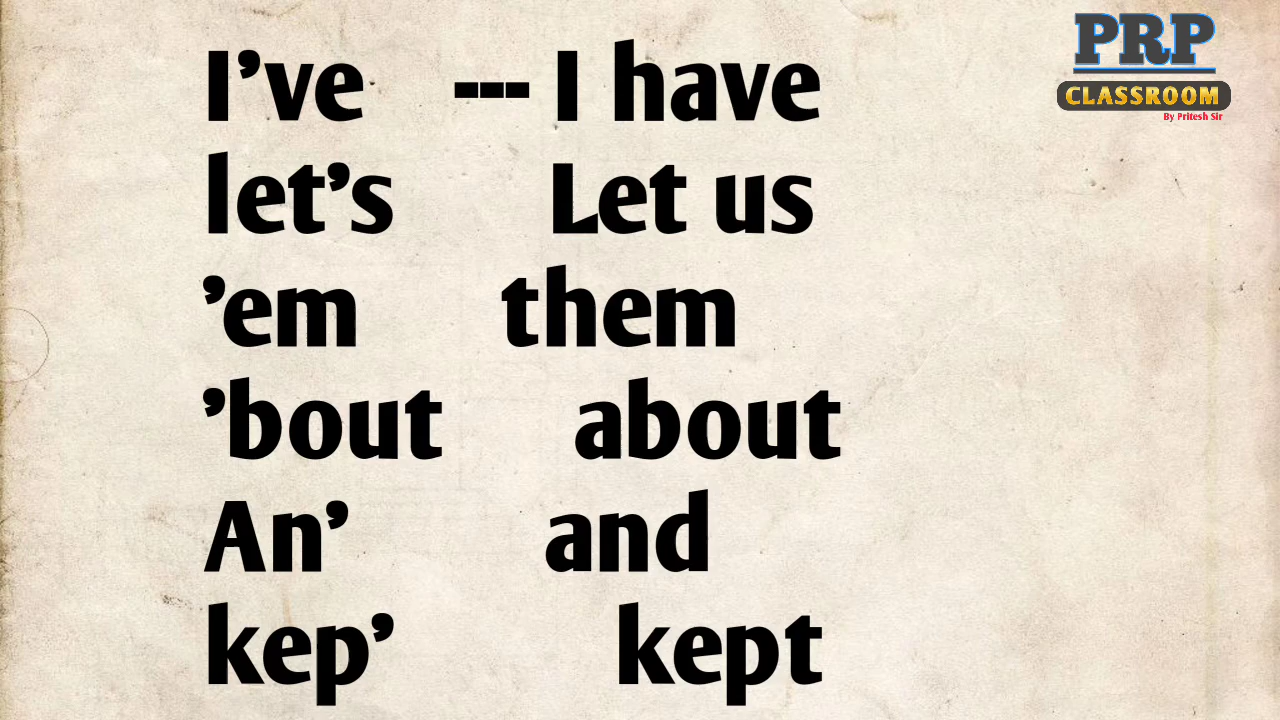 PRP
CLASSROOM
By Pritesh Sir
I’ve --- I have
let’s Let us
’em them
’bout about
An’ and
kep’ kept